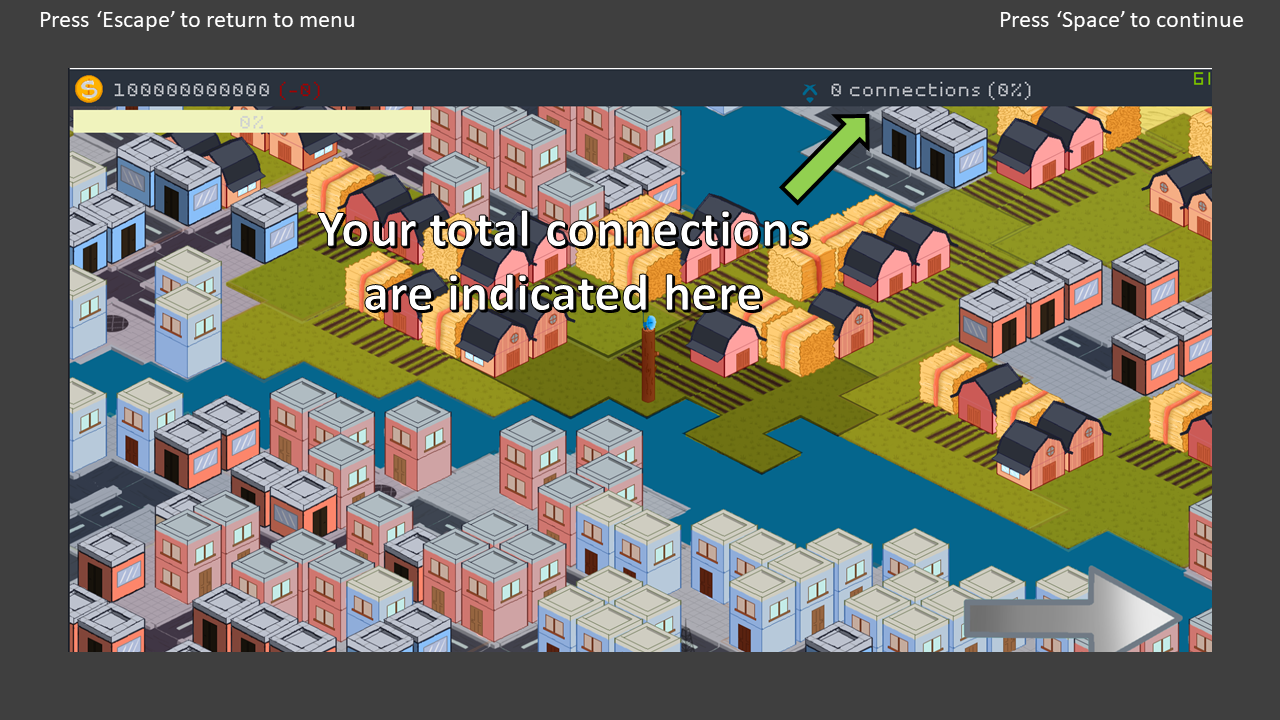 Press ‘Escape’ to return to menu
Press ‘Space’ to continue
100000000000 (-0)
0 connections (0%)
61
0%
Your total connections
are indicated here